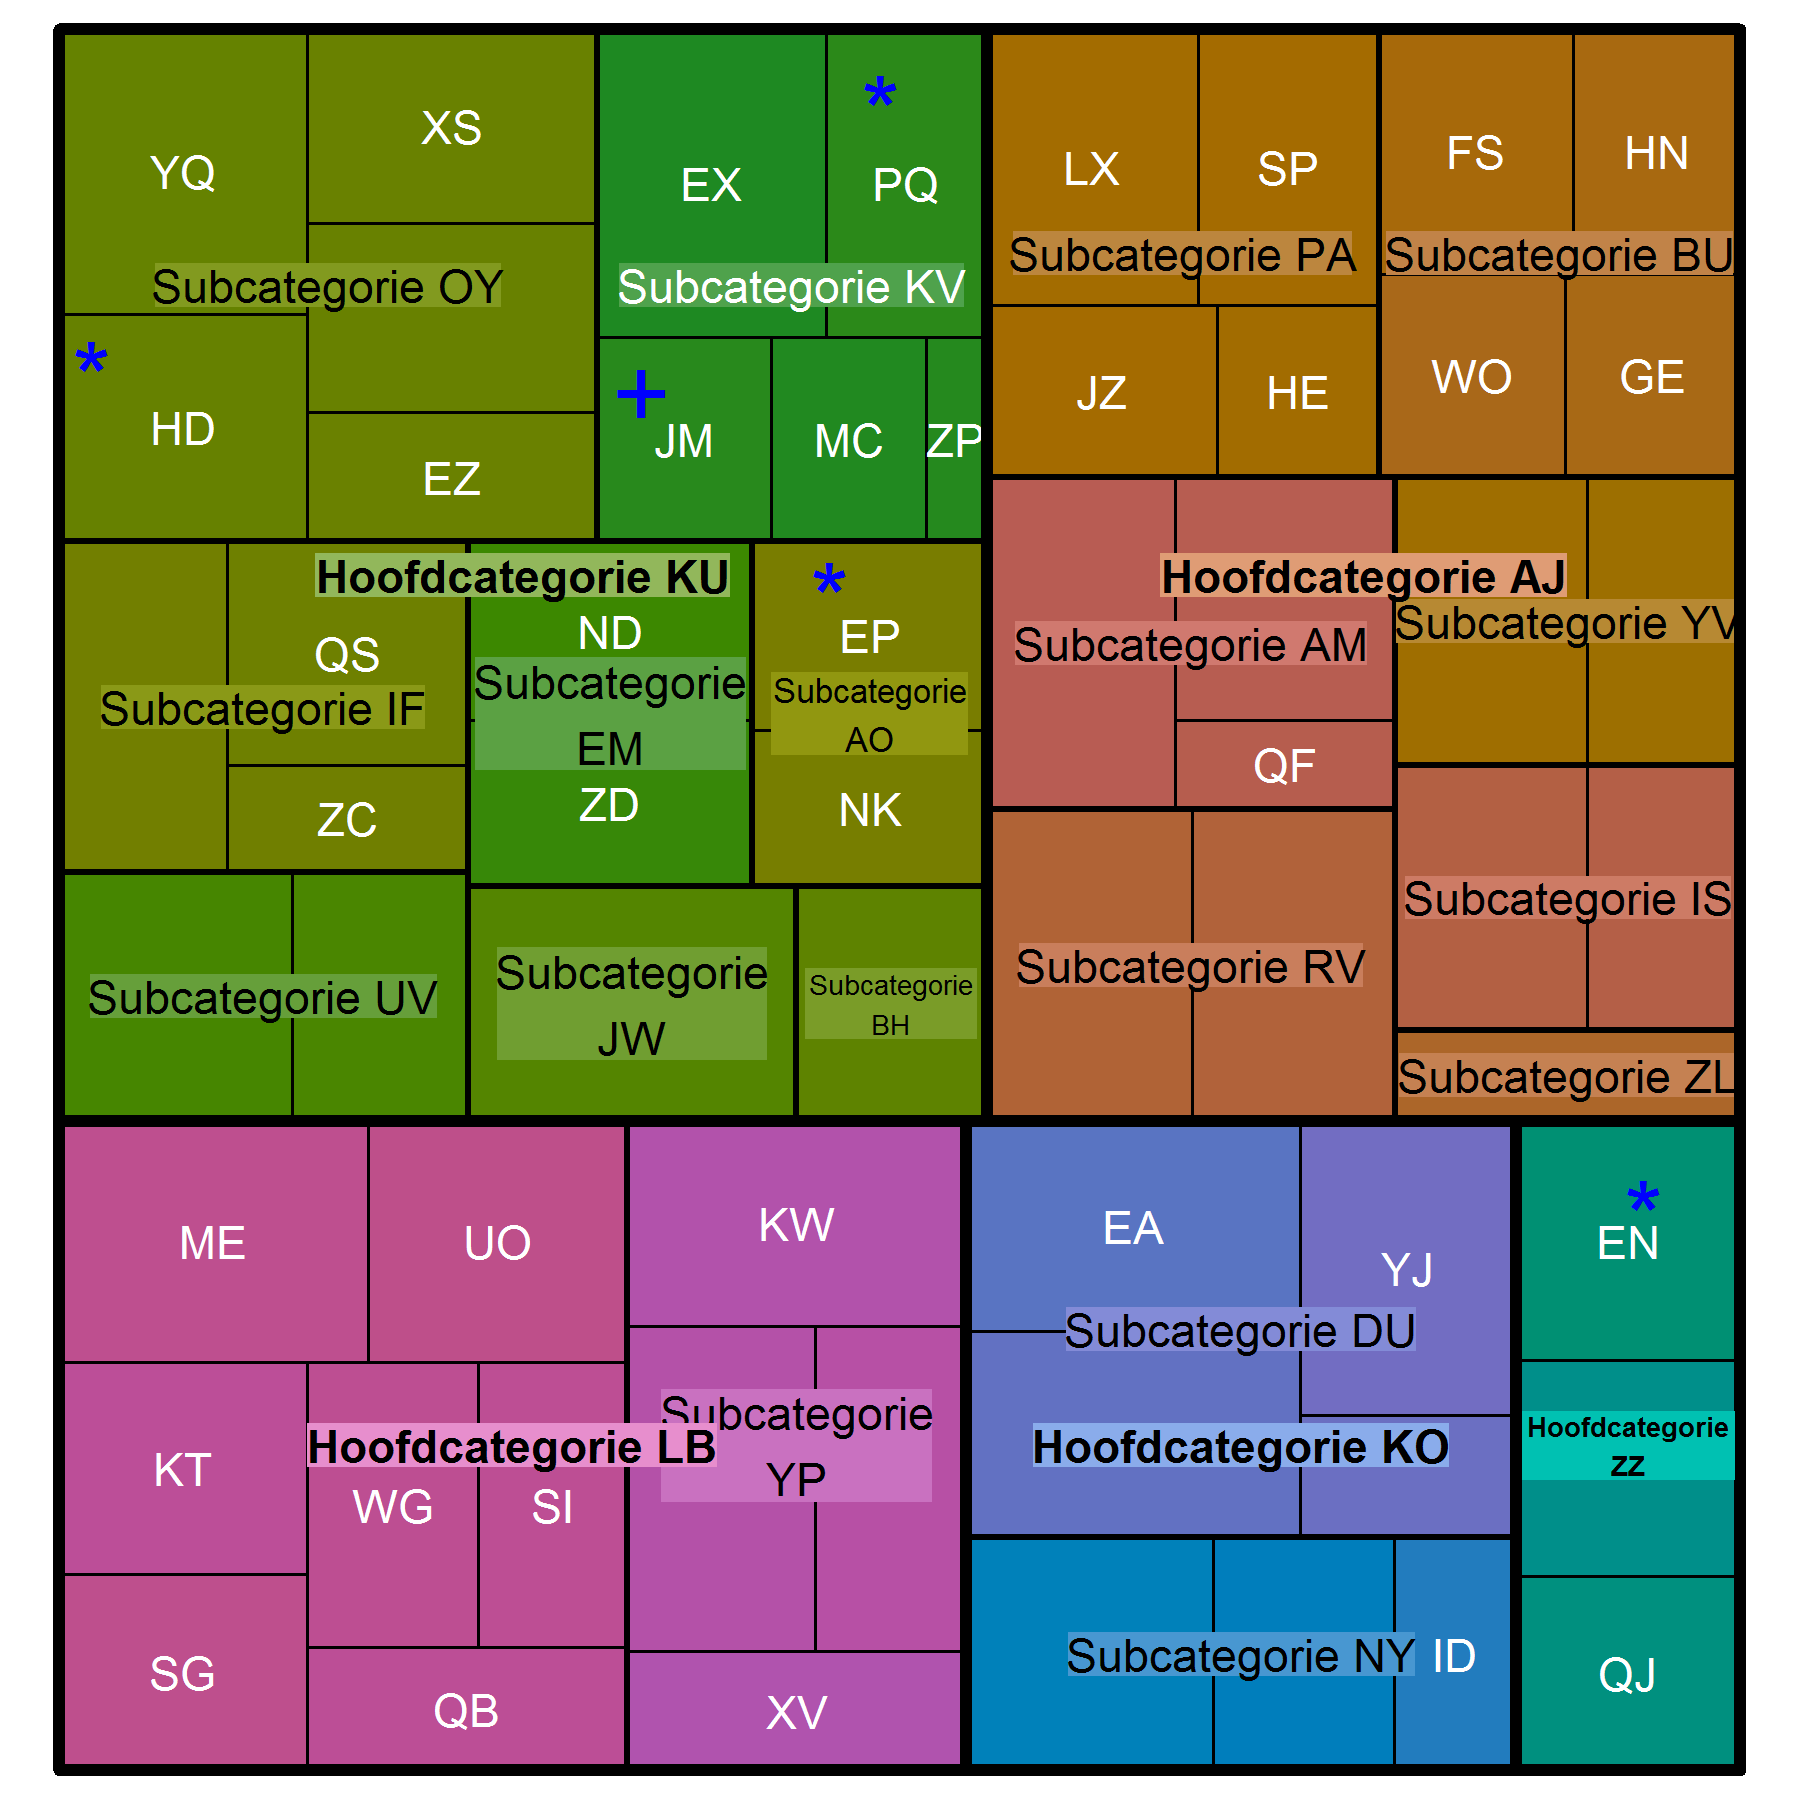 YQ
XS
Subcategorie OY
* HD
EZ
EX
* PQ
Subcategorie KV
+ JM
MC
ZP
LX
SP
Subcategorie PA
JZ
HE
FS
HN
Subcategorie BU
WO
GE
Hoofdcategorie KU
QS
Subcategorie IF
ZC
ND
Subcategorie
EM
ZD
* EP
Subcategorie
AO
NK
Subcategorie UV
Subcategorie
JW
Subcategorie
BH
Hoofdcategorie AJ
Subcategorie AM
QF
Subcategorie YV
Subcategorie RV
Subcategorie IS
Subcategorie ZL
ME
UO
KT
Hoofdcategorie LB
WG
SI
SG
QB
KW
Subcategorie
YP
XV
EA
YJ
Subcategorie DU
Hoofdcategorie KO
Subcategorie NY
ID
* EN
Hoofdcategorie
ZZ
QJ